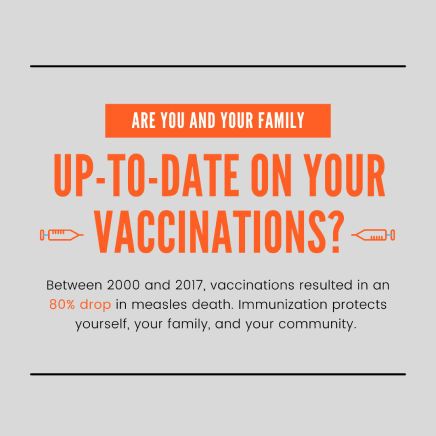 ARE YOU AND YOUR FAMILY
UP-TO-DATE ON YOUR
VACCINATIONS?
Between 2000 and 2017, vaccinations resulted in an
80% drop in measles death. Immunization protects
yourself, your family, and your community.